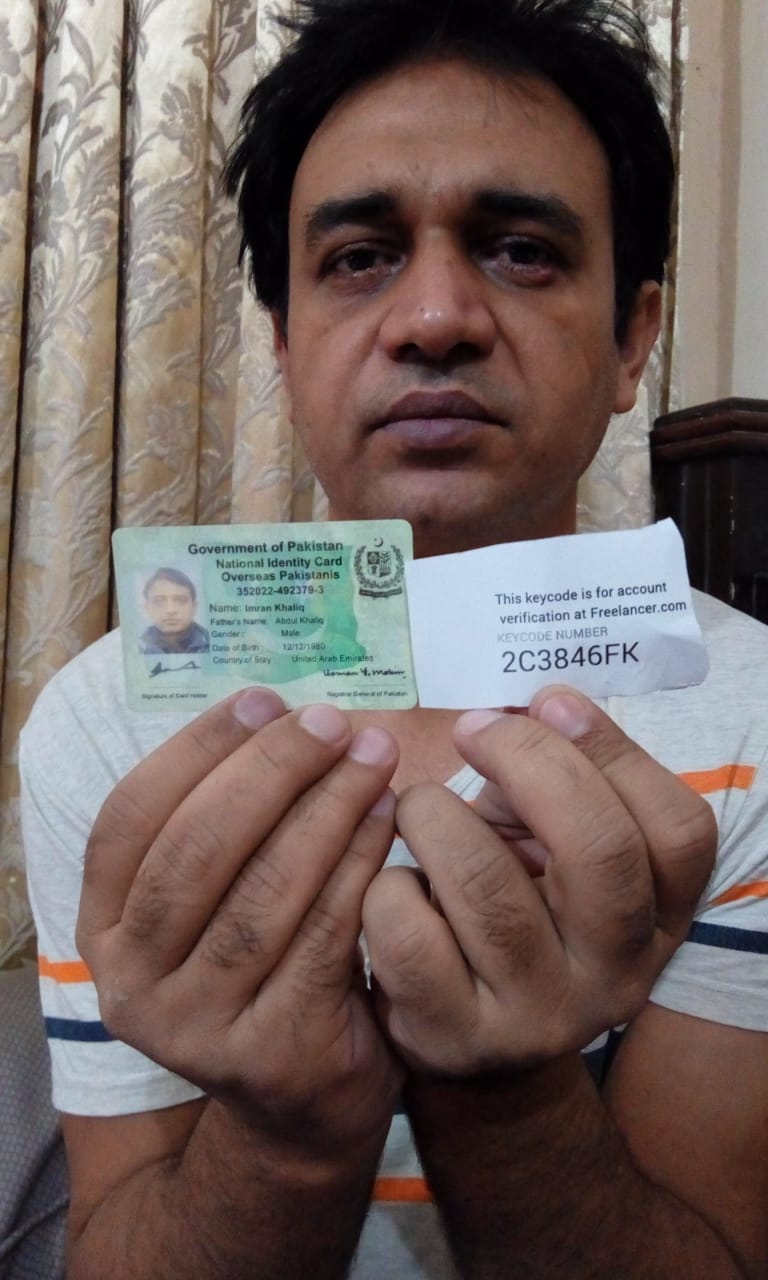 Government of Pakistan
National Identity Card
Overseas Pakistanis
352022-492379-3
Name: Imran Khaliq
Father's Name: Abdul Khaliq
Gender : Male
Date of Birth : 12/12/1980
Country of Stay United Arab Emirates
Signature of Card Holder
Registrar General of Pakistan
This keycode is for account
verification at Freelancer.com
KEYCODE NUMBER
2C3846FK